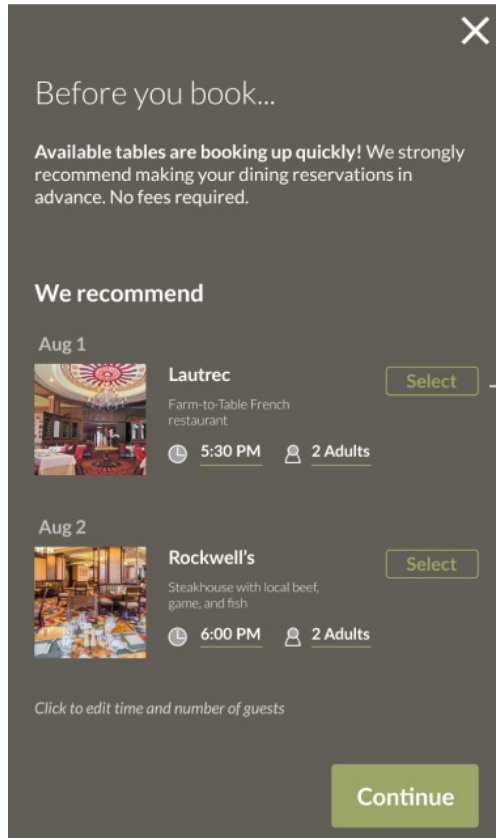 Before you book...
Available tables are booking up quickly! We strongly
recommend making your dining reservations in
advance. No fees required.
We recommend
Aug 1
Lautrec
Select
Farm-to-Table French
restaurant
5:30 PM 2 Adults
Aug 2
Rockwell's
Select
Steakhouse with local beef,
game, and fish
6:00 PM 2 Adults
Click to edit time and number of guests
Continue